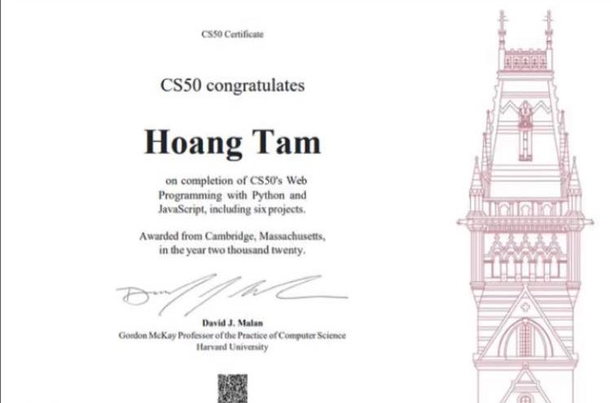 CS50 Certificate
CS50 congratulates
Hoang Tam
on completion of CS50's Web
Programming with Python and
JavaScript, including six projects.
Awarded from Cambridge, Massachusetts,
in the year two thousand twenty.
David J. Malan
Gordon McKay Professor of the Practice of Computer Science
Harvard University